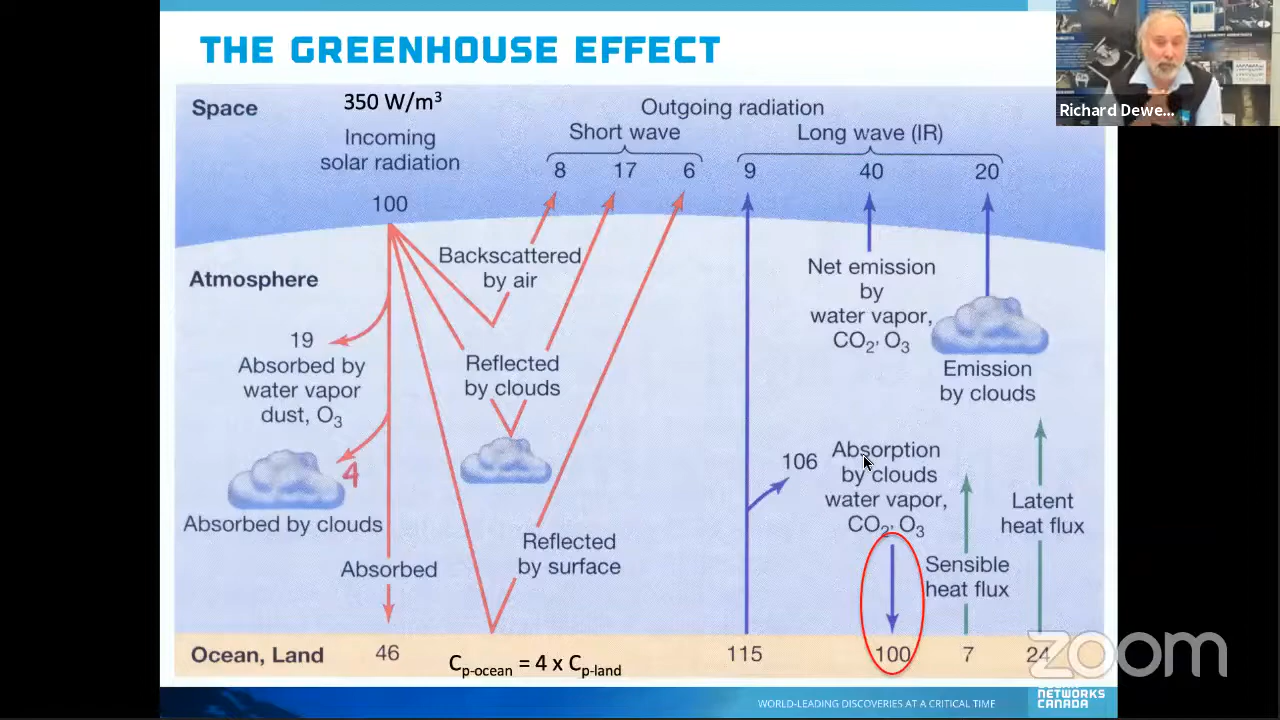 THE GREENHOUSE EFFECT
Richard Dewe...
Space
350 W/m³
Incoming
solar radiation
100
Outgoing radiation
Short wave
Long wave (IR)
8
17
6
9
40
20
Atmosphere
Backscattered
by air
Net emission
by
water vapor,
CO₂, O₃
19
Absorbed by
water vapor
dust, O₃
Reflected
by clouds
Emission
by clouds
4
Absorbed by clouds
106
Absorption
by clouds
water vapor,
CO₂, O₃
Latent
heat flux
Absorbed
Reflected
by surface
Sensible
heat flux
Ocean, Land
46
Cp-ocean = 4 x Cp-land
115
100
7
24
zoom
WORLD-LEADING DISCOVERIES AT A CRITICAL TIME
NETWORKS
CANADA